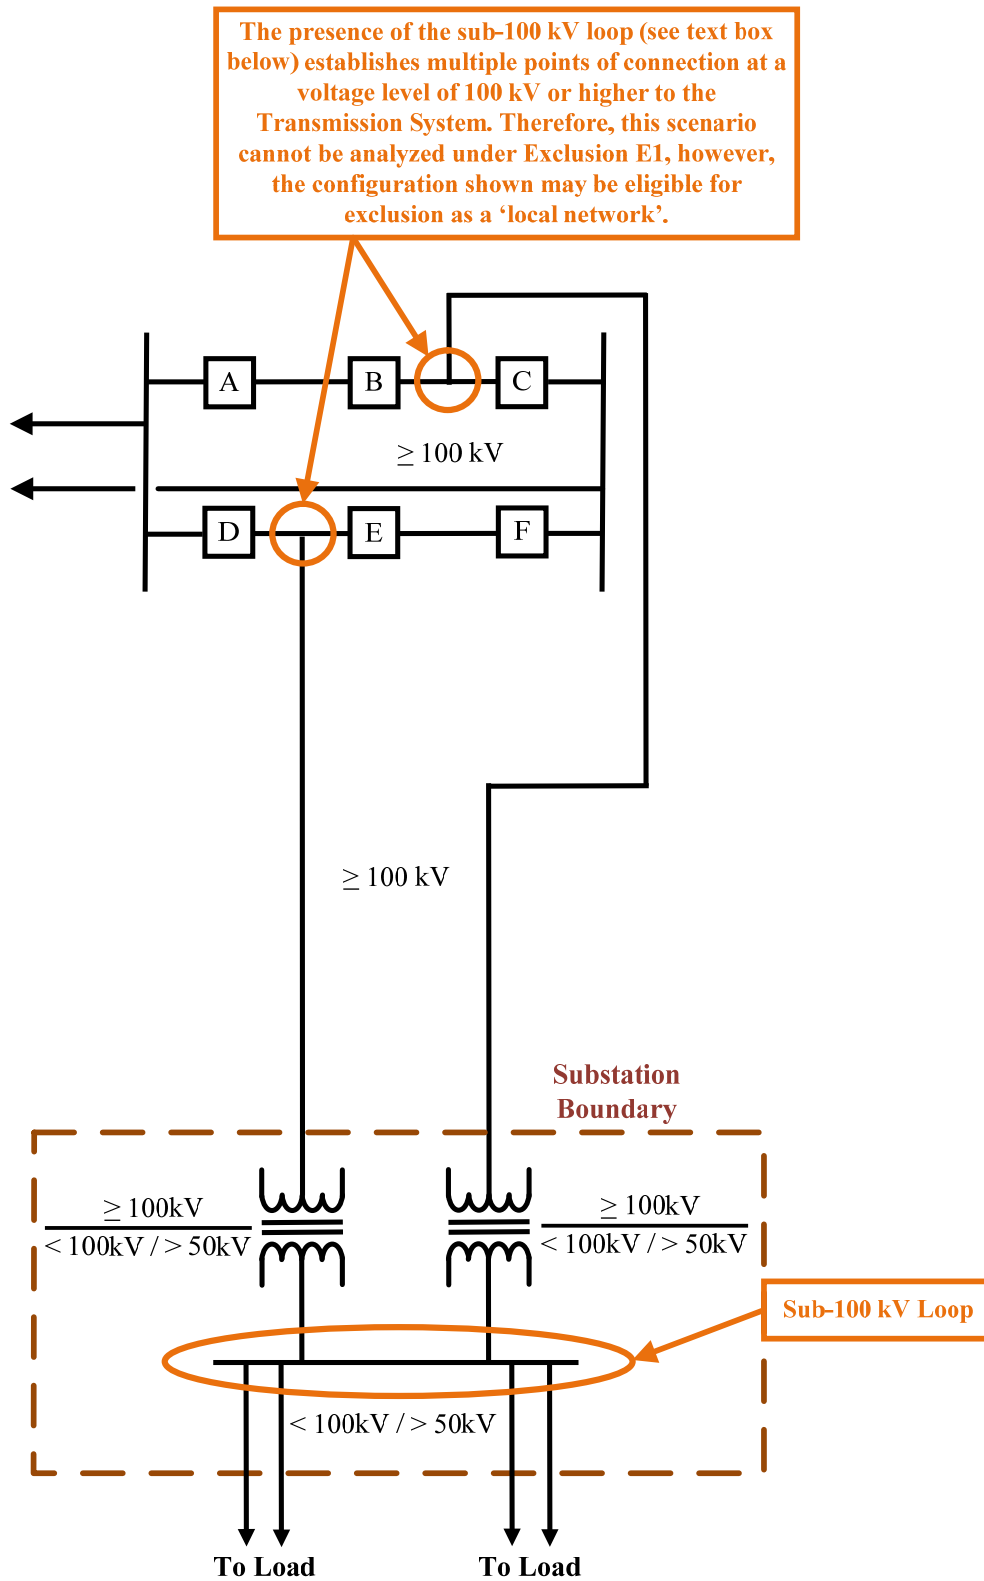 The presence of the sub-100 kV loop (see text box
below) establishes multiple points of connection at a
voltage level of 100 kV or higher to the
Transmission System. Therefore, this scenario
cannot be analyzed under Exclusion E1, however,
the configuration shown may be eligible for
exclusion as a ‘local network’.
A
B
C
≥ 100 kV
D
E
F
≥ 100 kV
Substation
Boundary
≥ 100kV
< 100kV / > 50kV
≥ 100kV
< 100kV / > 50kV
Sub-100 kV Loop
< 100kV / > 50kV
To Load
To Load